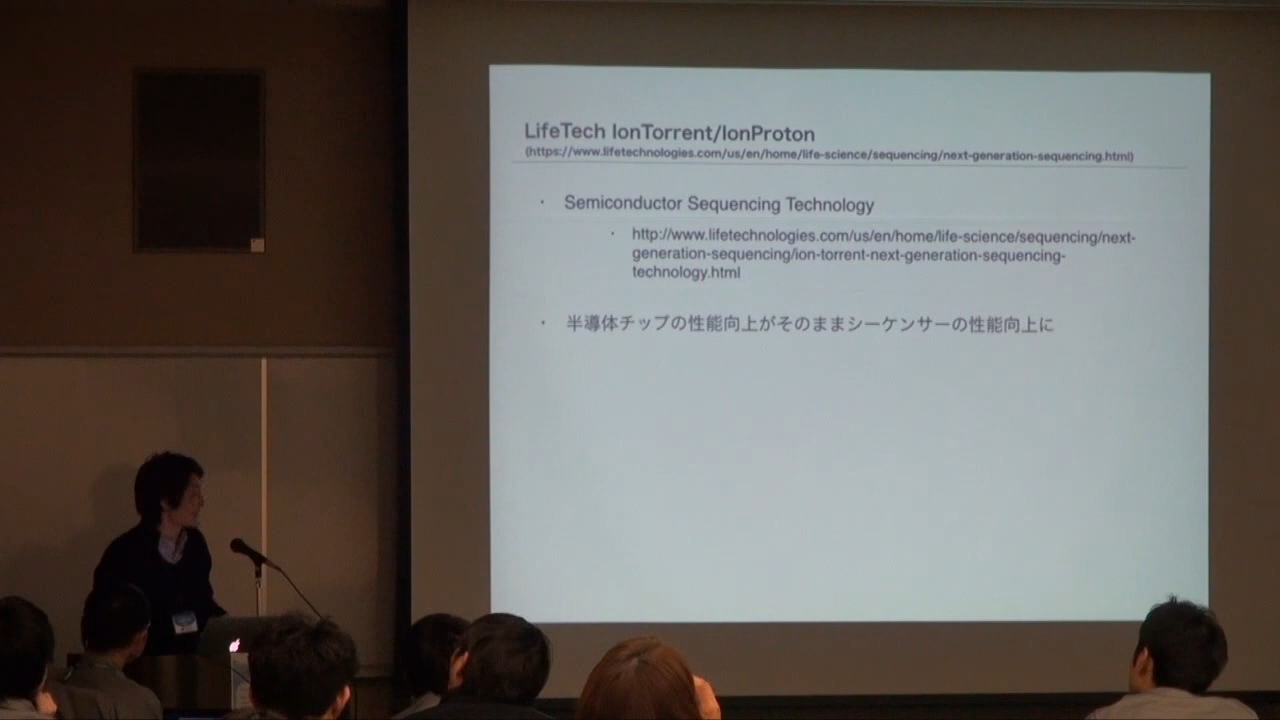 LifeTech IonTorrent/IonProton
(https://www.lifetechnologies.com/us/en/home/life-science/sequencing/next-generation-sequencing.html)
· Semiconductor Sequencing Technology
· http://www.lifetechnologies.com/us/en/home/life-science/sequencing/next-
generation-sequencing/ion-torrent-next-generation-sequencing-
technology.html
· 半導体チップの性能向上がそのままシーケンサーの性能向上に